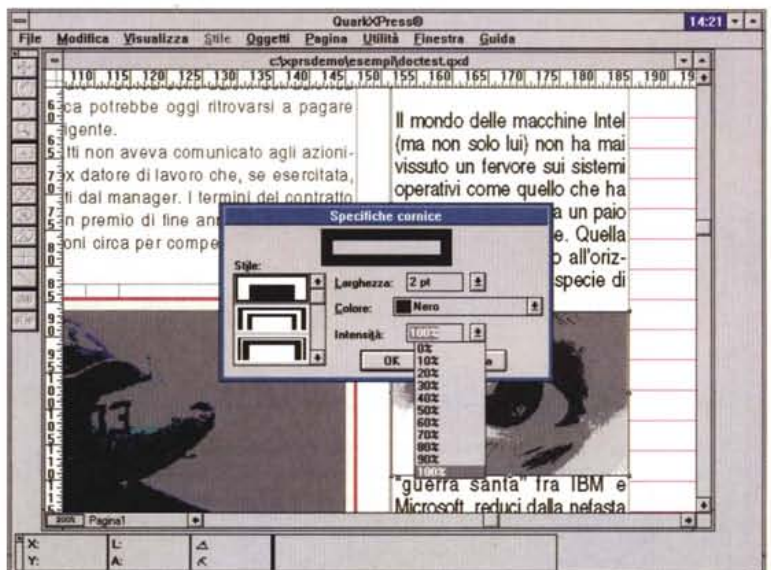 QuarkXPress®
14:21
File Modifica Visualizza Stile Oggetti Pagina Utilità Finestra Guida
c:\xprsdemo\esempi\doctest.qxd
110 115 120 125 130 135 140 145 150 155 160 165 170 175 180 185 190 19
ca potrebbe oggi ritrovarsi a pagare
igente.
tti non aveva comunicato agli azioni-
x datore di lavoro che, se esercitata,
ti dal manager. I termini del contratto
n premio di fine ann
oni circa per compe
Il mondo delle macchine Intel
(ma non solo lui) non ha mai
vissuto un fervore sui sistemi
operativi come quello che ha
a un paio
e. Quella
o all'oriz-
specie di
Specifiche cornice
Stile:
Larghezza: 2 pt
Colore: Nero
Intensità: 100%
OK
a
0%
10%
20%
30%
40%
50%
60%
70%
80%
90%
100%
13
"guerra santa" fra IBM e
Microsoft, reduci dalla nefasta
200% Pagina1
X: L:
Y: A: